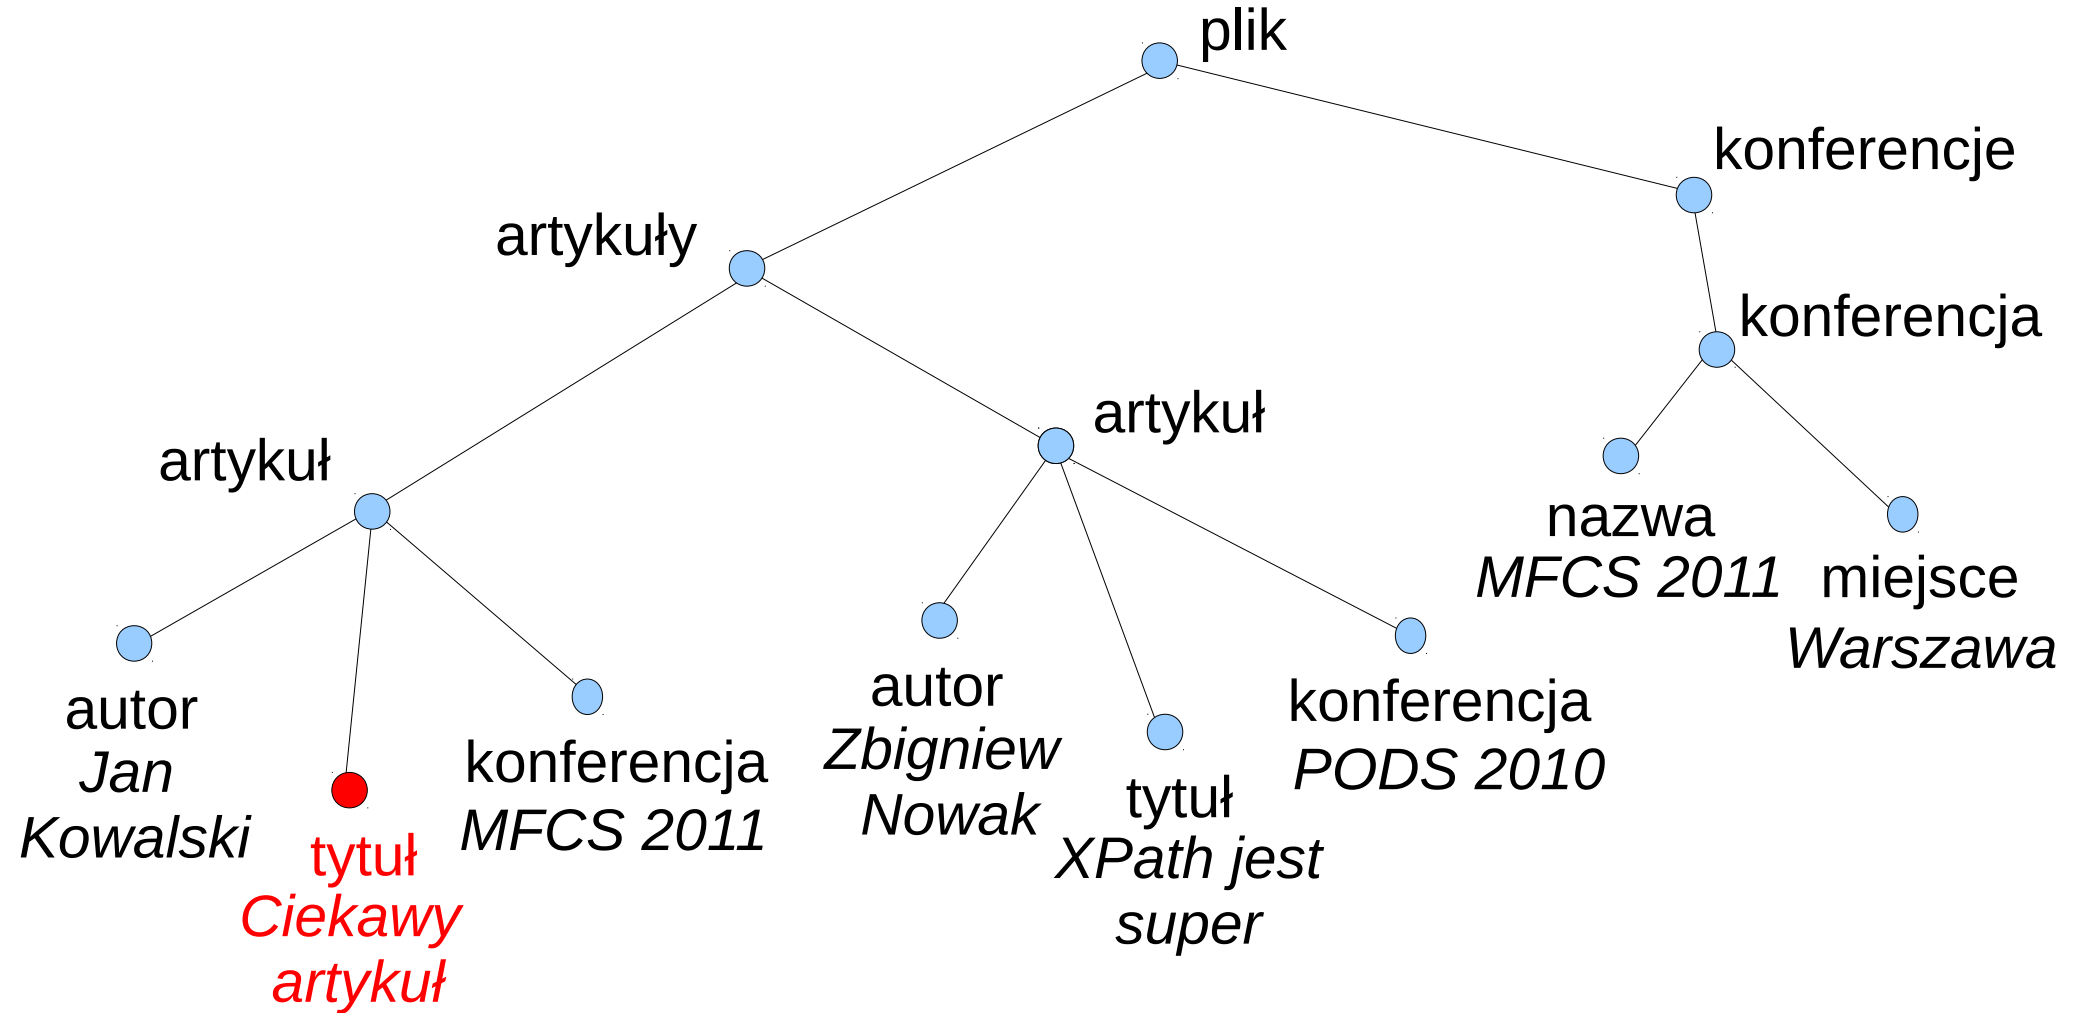 plik
konferencje
artykuły
konferencja
artykuł
artykuł
nazwa
MFCS 2011
miejsce
Warszawa
autor
Jan
Kowalski
tytuł
Ciekawy
artykuł
konferencja
MFCS 2011
autor
Zbigniew
Nowak
tytuł
XPath jest
super
konferencja
PODS 2010